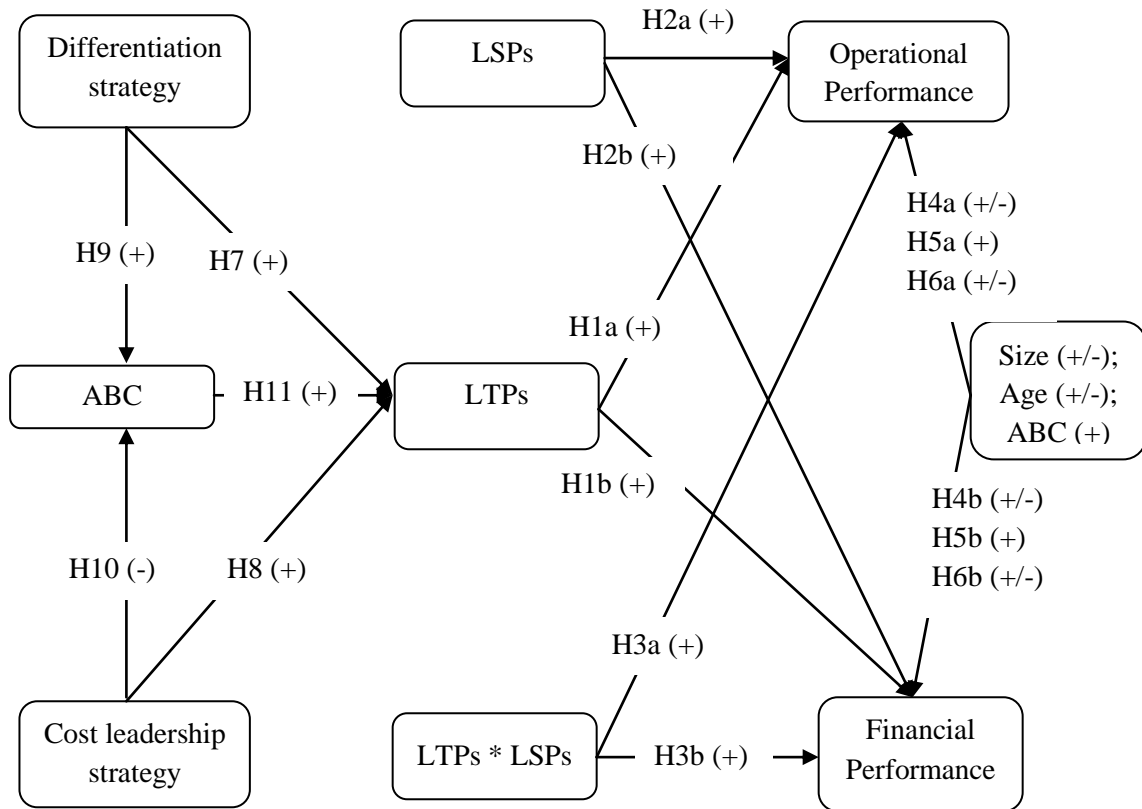 Differentiation
strategy
LSPs
H2a (+)
Operational
Performance
H2b (+)
H4a (+/-)
H5a (+)
H6a (+/-)
H9 (+)
H7 (+)
H1a (+)
Size (+/-);
Age (+/-);
ABC (+)
ABC
H11 (+)
LTPs
H1b (+)
H4b (+/-)
H5b (+)
H6b (+/-)
H10 (-)
H8 (+)
H3a (+)
Cost leadership
strategy
LTPs * LSPs
H3b (+)
Financial
Performance